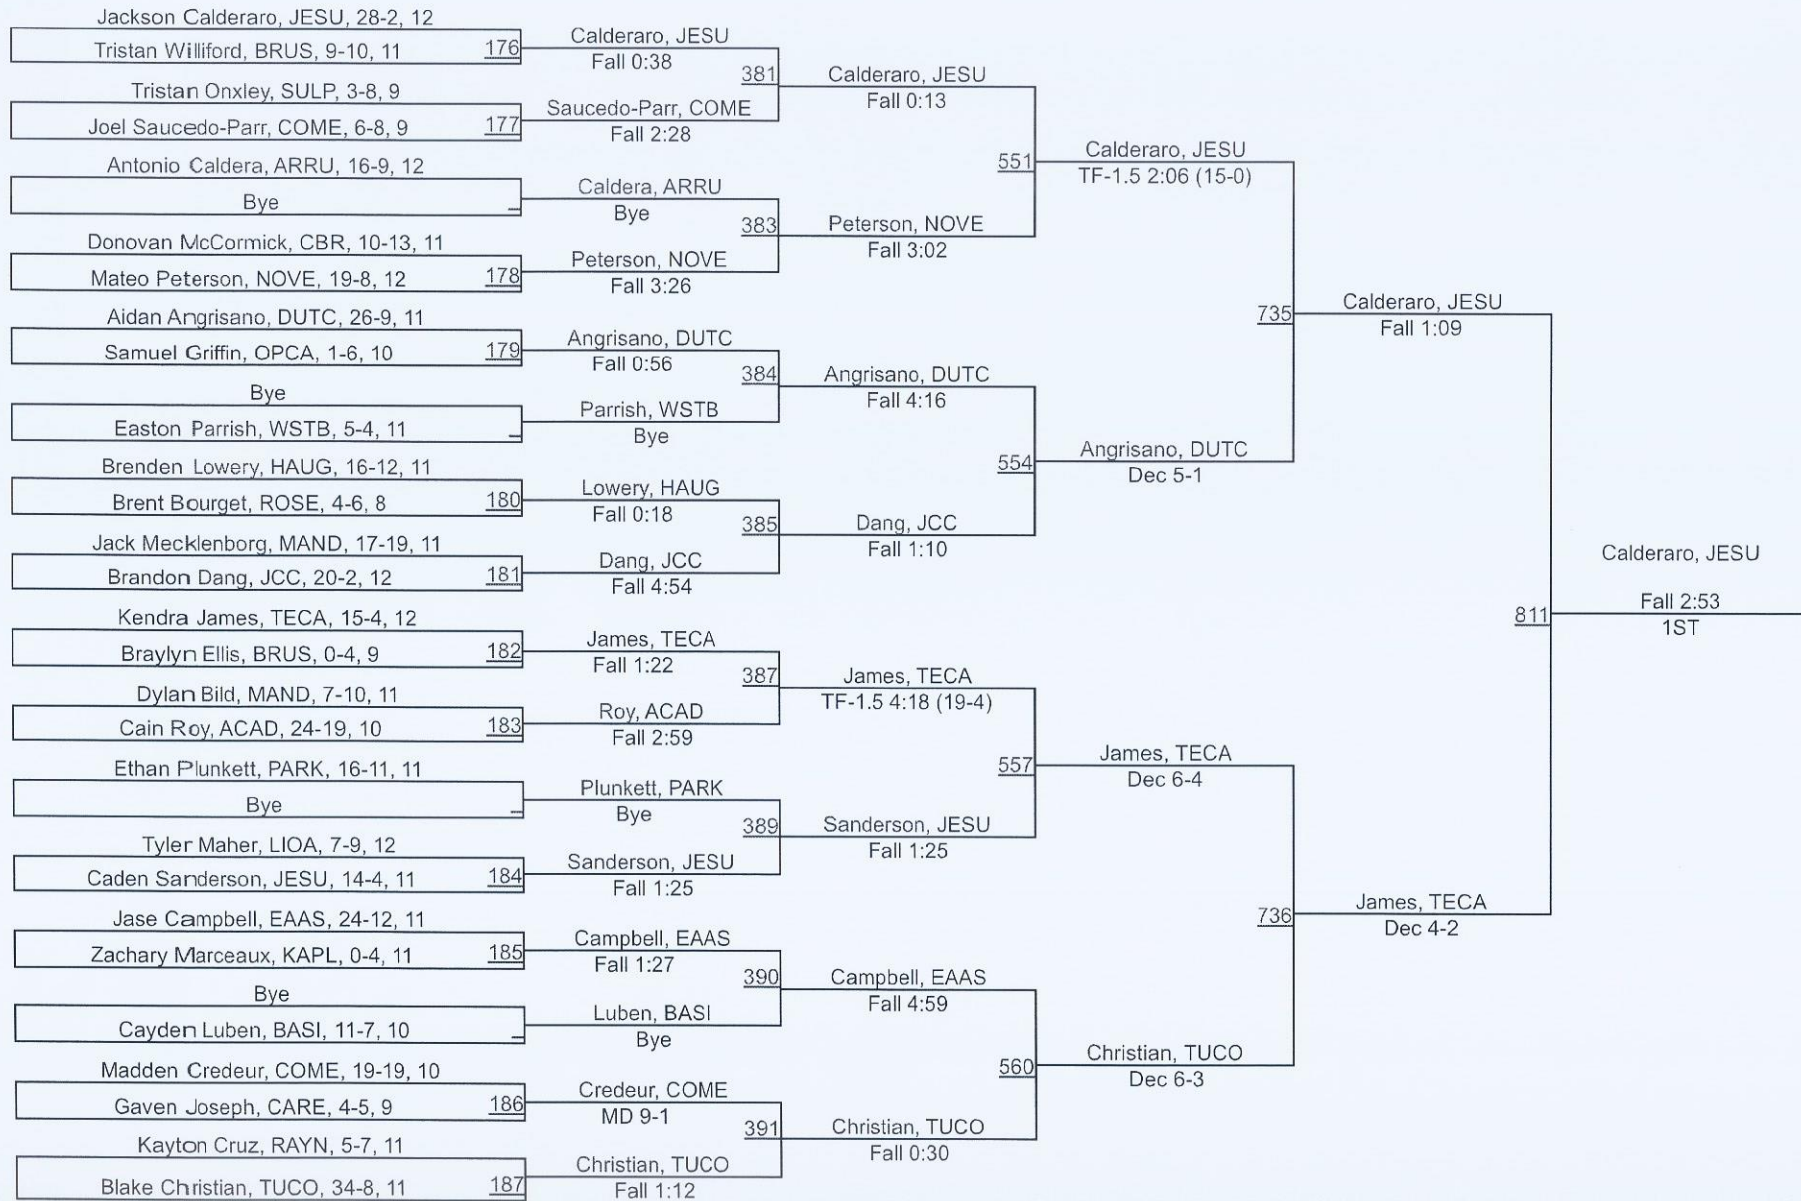 Jackson Calderaro, JESU, 28-2, 12
Tristan Williford, BRUS, 9-10, 11
176
Tristan Onxley, SULP, 3-8, 9
Joel Saucedo-Parr, COME, 6-8, 9
177
Antonio Caldera, ARRU, 16-9, 12
Bye
Donovan McCormick, CBR, 10-13, 11
Mateo Peterson, NOVE, 19-8, 12
178
Aidan Angrisano, DUTC, 26-9, 11
Samuel Griffin, OPCA, 1-6, 10
179
Bye
Easton Parrish, WSTB, 5-4, 11
Brenden Lowery, HAUG, 16-12, 11
Brent Bourget, ROSE, 4-6, 8
180
Jack Mecklenborg, MAND, 17-19, 11
Brandon Dang, JCC, 20-2, 12
181
Kendra James, TECA, 15-4, 12
Braylyn Ellis, BRUS, 0-4, 9
182
Dylan Bild, MAND, 7-10, 11
Cain Roy, ACAD, 24-19, 10
183
Ethan Plunkett, PARK, 16-11, 11
Bye
Tyler Maher, LIOA, 7-9, 12
Caden Sanderson, JESU, 14-4, 11
184
Jase Campbell, EAAS, 24-12, 11
Zachary Marceaux, KAPL, 0-4, 11
185
Bye
Cayden Luben, BASI, 11-7, 10
Madden Credeur, COME, 19-19, 10
Gaven Joseph, CARE, 4-5, 9
186
Kayton Cruz, RAYN, 5-7, 11
Blake Christian, TUCO, 34-8, 11
187
Calderaro, JESU
Fall 0:38
381
Saucedo-Parr, COME
Fall 2:28
Caldera, ARRU
Bye
383
Peterson, NOVE
Fall 3:26
Angrisano, DUTC
Fall 0:56
384
Parrish, WSTB
Bye
Lowery, HAUG
Fall 0:18
385
Dang, JCC
Fall 4:54
James, TECA
Fall 1:22
387
Roy, ACAD
Fall 2:59
Plunkett, PARK
Bye
389
Sanderson, JESU
Fall 1:25
Campbell, EAAS
Fall 1:27
390
Luben, BASI
Bye
Credeur, COME
MD 9-1
391
Christian, TUCO
Fall 1:12
Calderaro, JESU
Fall 0:13
551
Peterson, NOVE
Fall 3:02
Angrisano, DUTC
Fall 4:16
554
Dang, JCC
Fall 1:10
James, TECA
TF-1.5 4:18 (19-4)
557
Sanderson, JESU
Fall 1:25
Campbell, EAAS
Fall 4:59
560
Christian, TUCO
Fall 0:30
Calderaro, JESU
TF-1.5 2:06 (15-0)
735
Angrisano, DUTC
Dec 5-1
James, TECA
Dec 6-4
736
Christian, TUCO
Dec 6-3
Calderaro, JESU
Fall 1:09
811
James, TECA
Dec 4-2
Calderaro, JESU
Fall 2:53
1ST